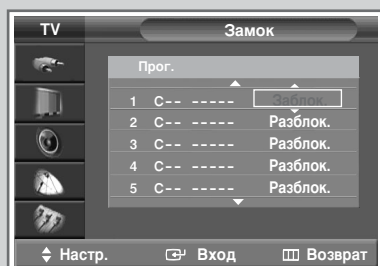 TV Замок
Прог.
1 C-- ----- Заблок.
2 C-- ----- Разблок.
3 C-- ----- Разблок.
4 C-- ----- Разблок.
5 C-- ----- Разблок.
Настр. Вход Возврат